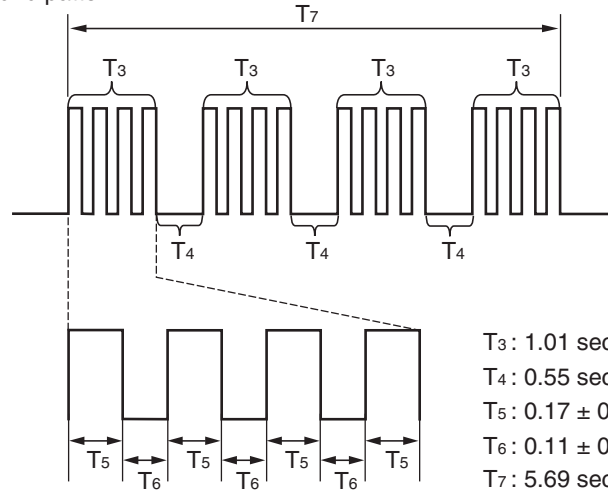 T7
T3 T3 T3 T3
T4 T4 T4
T3 : 1.01 sec
T4 : 0.55 sec
T5 : 0.17 ± 0
T6 : 0.11 ± 0
T7 : 5.69 sec
T5 T5 T5 T5
T6 T6 T6